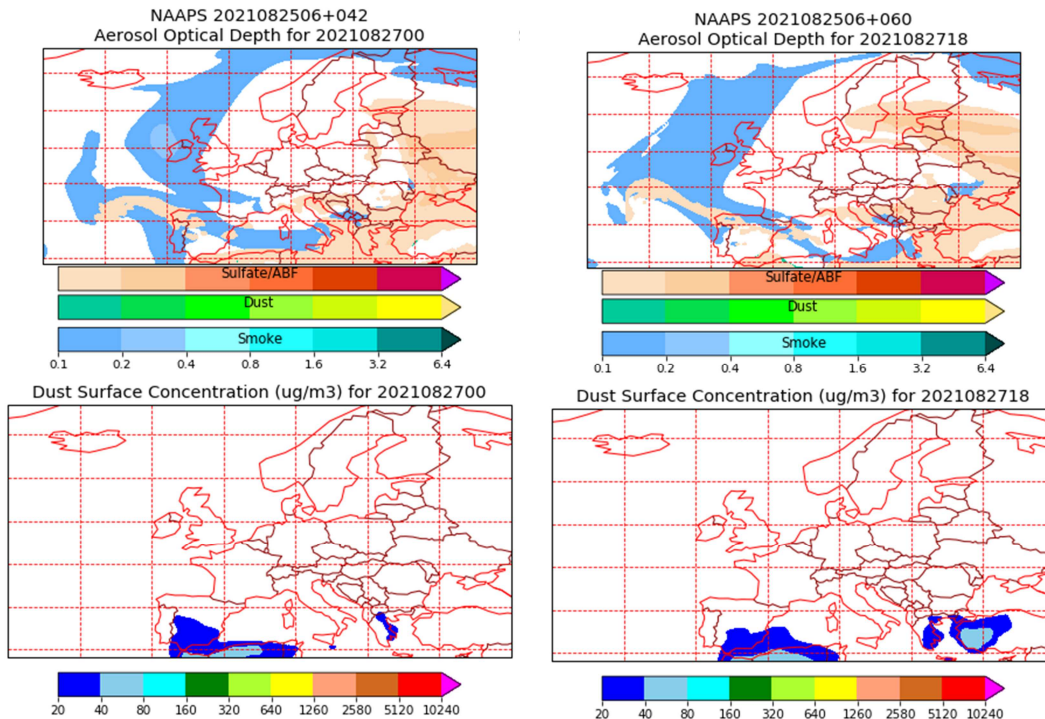 NAAPS 2021082506+042
Aerosol Optical Depth for 2021082700
Sulfate/ABF
Dust
Smoke
0.1 0.2 0.4 0.8 1.6 3.2 6.4
Dust Surface Concentration (ug/m3) for 2021082700
20 40 80 160 320 640 1260 2580 5120 10240
NAAPS 2021082506+060
Aerosol Optical Depth for 2021082718
Sulfate/ABF
Dust
Smoke
0.1 0.2 0.4 0.8 1.6 3.2 6.4
Dust Surface Concentration (ug/m3) for 2021082718
20 40 80 160 320 640 1260 2580 5120 10240